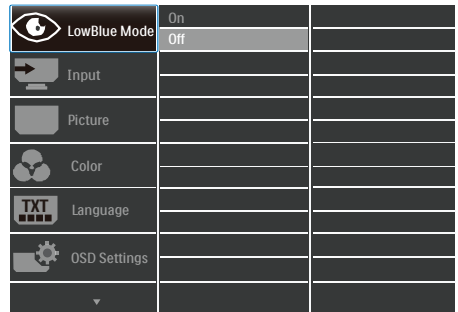 LowBlue Mode
On
Off
Input
Picture
Color
TXT
Language
OSD Settings